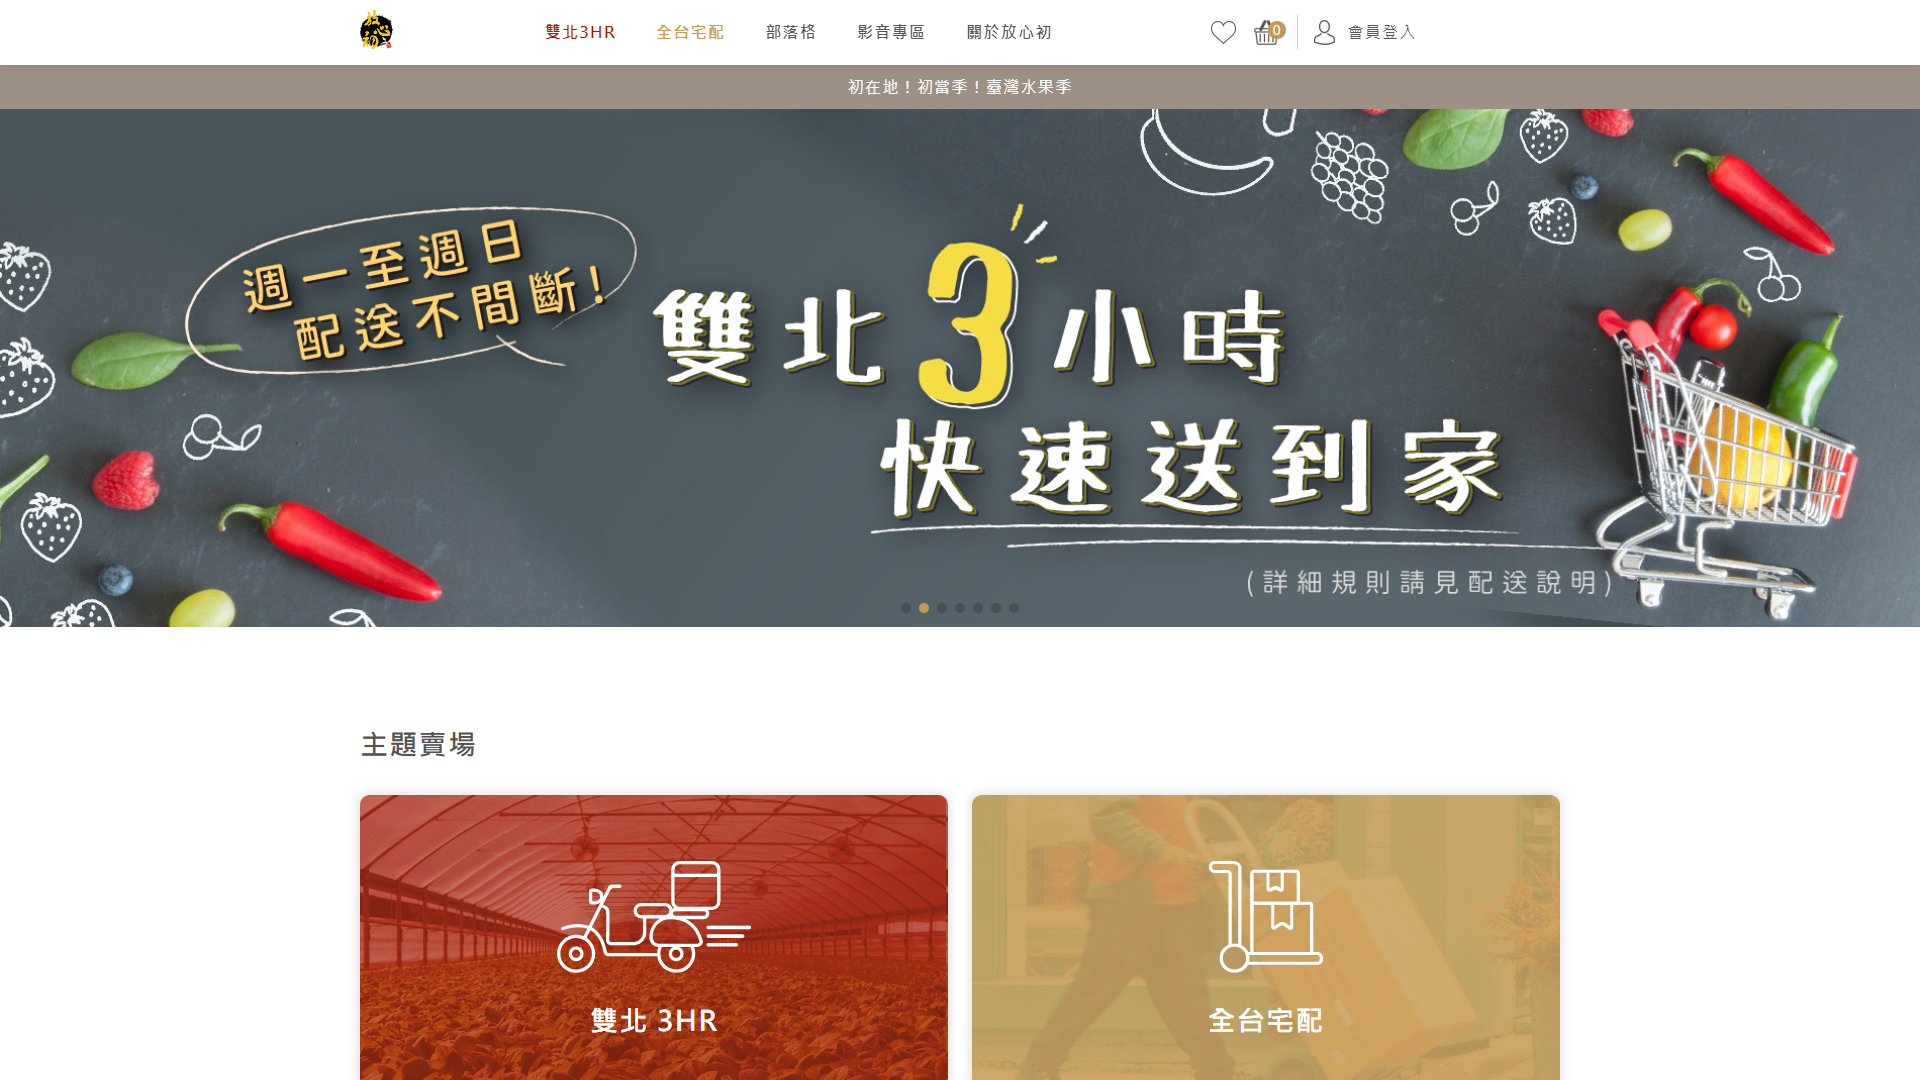 放心初
雙北3HR
全台宅配
部落格
影音專區
關於放心初
0
會員登入
初在地！初當季！臺灣水果季
週一至週日
配送不間斷!
雙北3小時
快速送到家
(詳細規則請見配送說明)
主題賣場
雙北 3HR
全台宅配